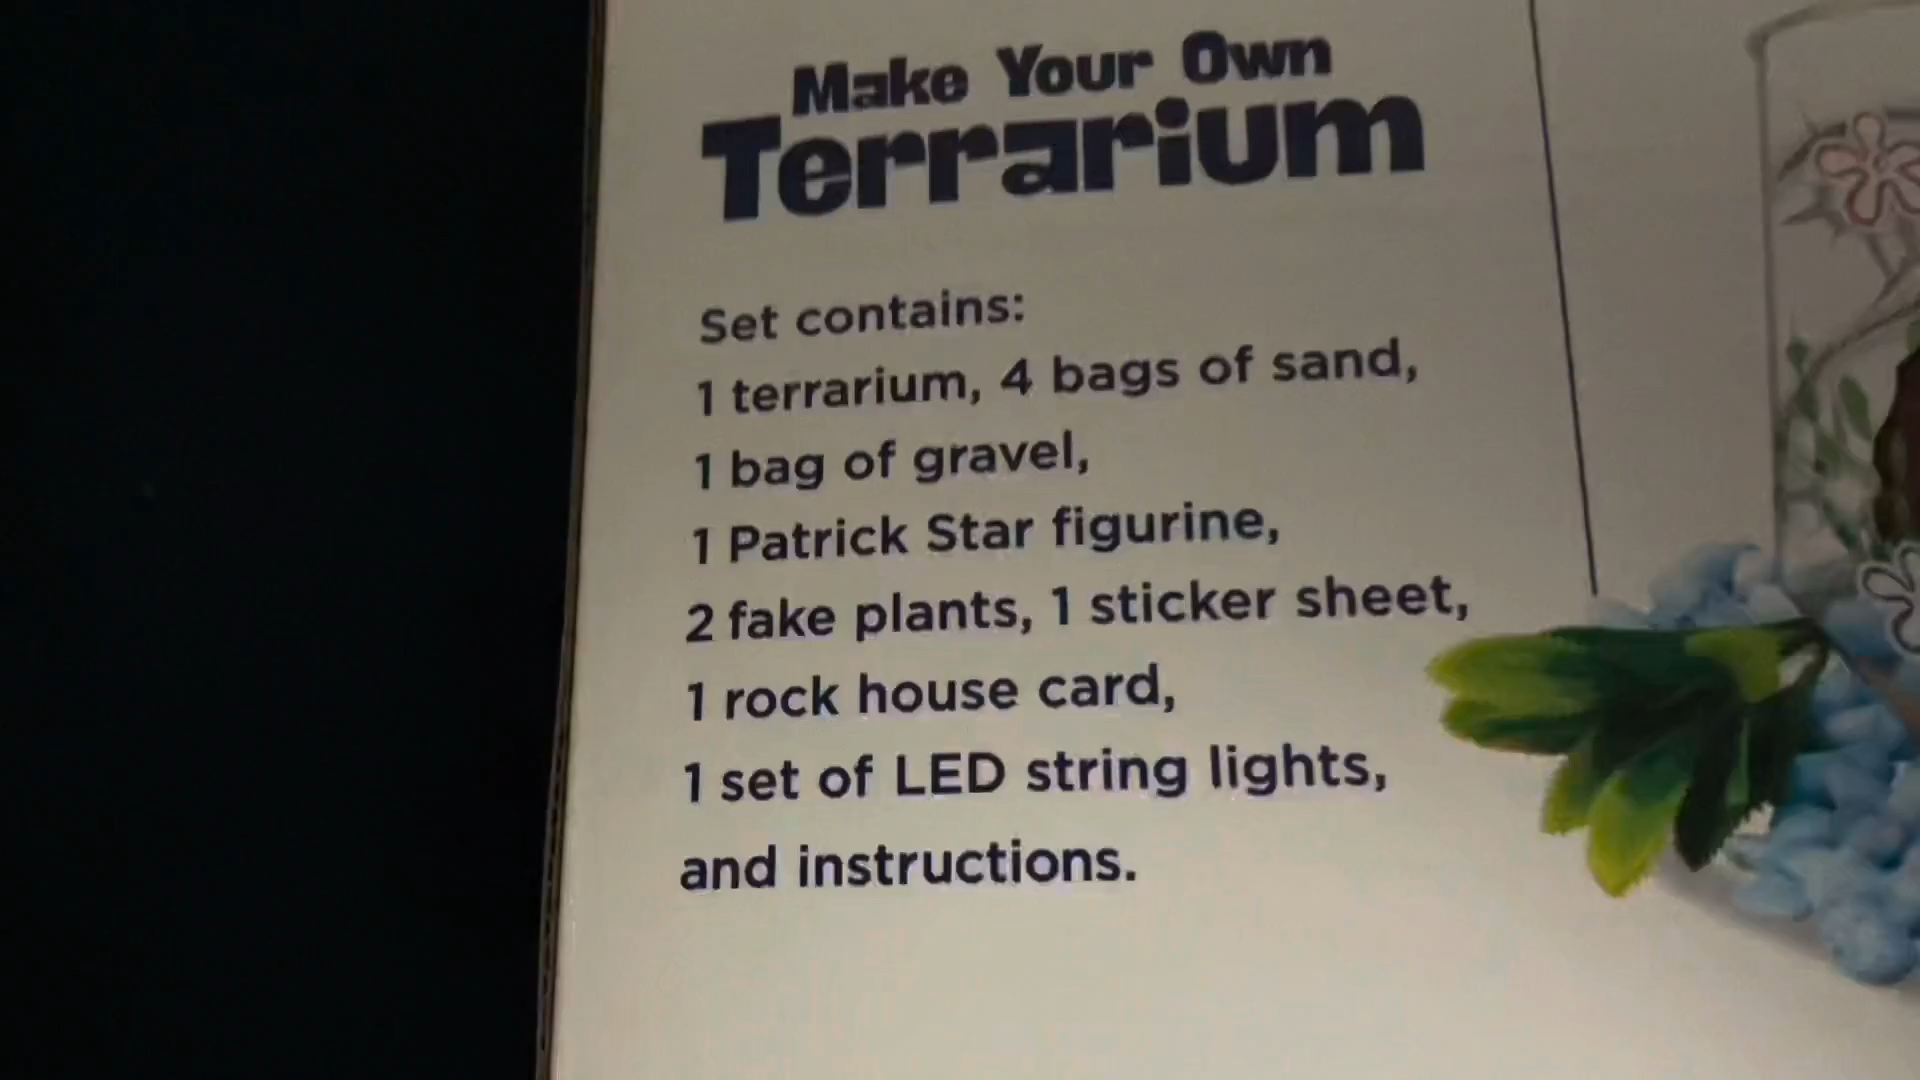 Make Your Own
Terrarium
Set contains:
1 terrarium, 4 bags of sand,
1 bag of gravel,
1 Patrick Star figurine,
2 fake plants, 1 sticker sheet,
1 rock house card,
1 set of LED string lights,
and instructions.